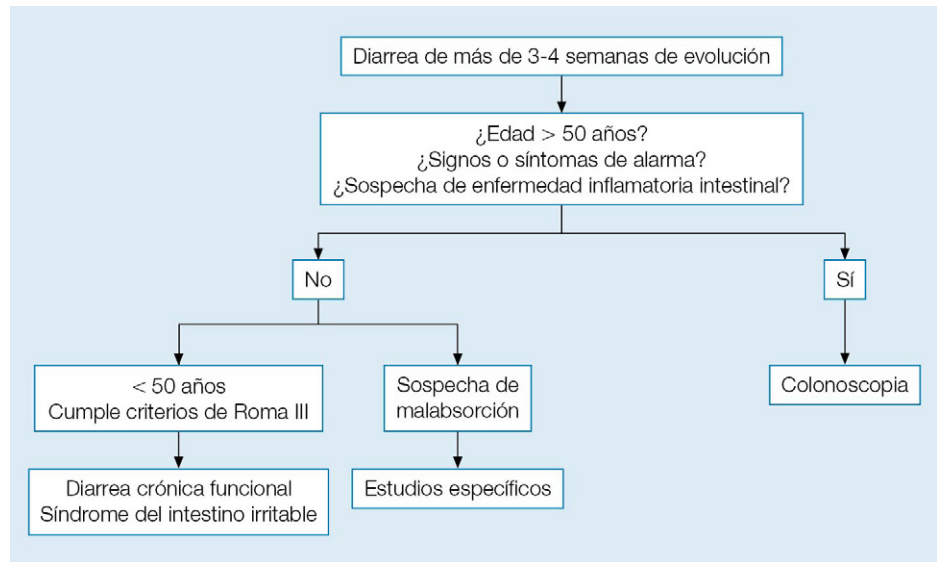 Diarrea de más de 3-4 semanas de evolución
¿Edad > 50 años?
¿Signos o síntomas de alarma?
¿Sospecha de enfermedad inflamatoria intestinal?
No
Sí
< 50 años
Cumple criterios de Roma III
Sospecha de
malabsorción
Colonoscopia
Diarrea crónica funcional
Síndrome del intestino irritable
Estudios específicos